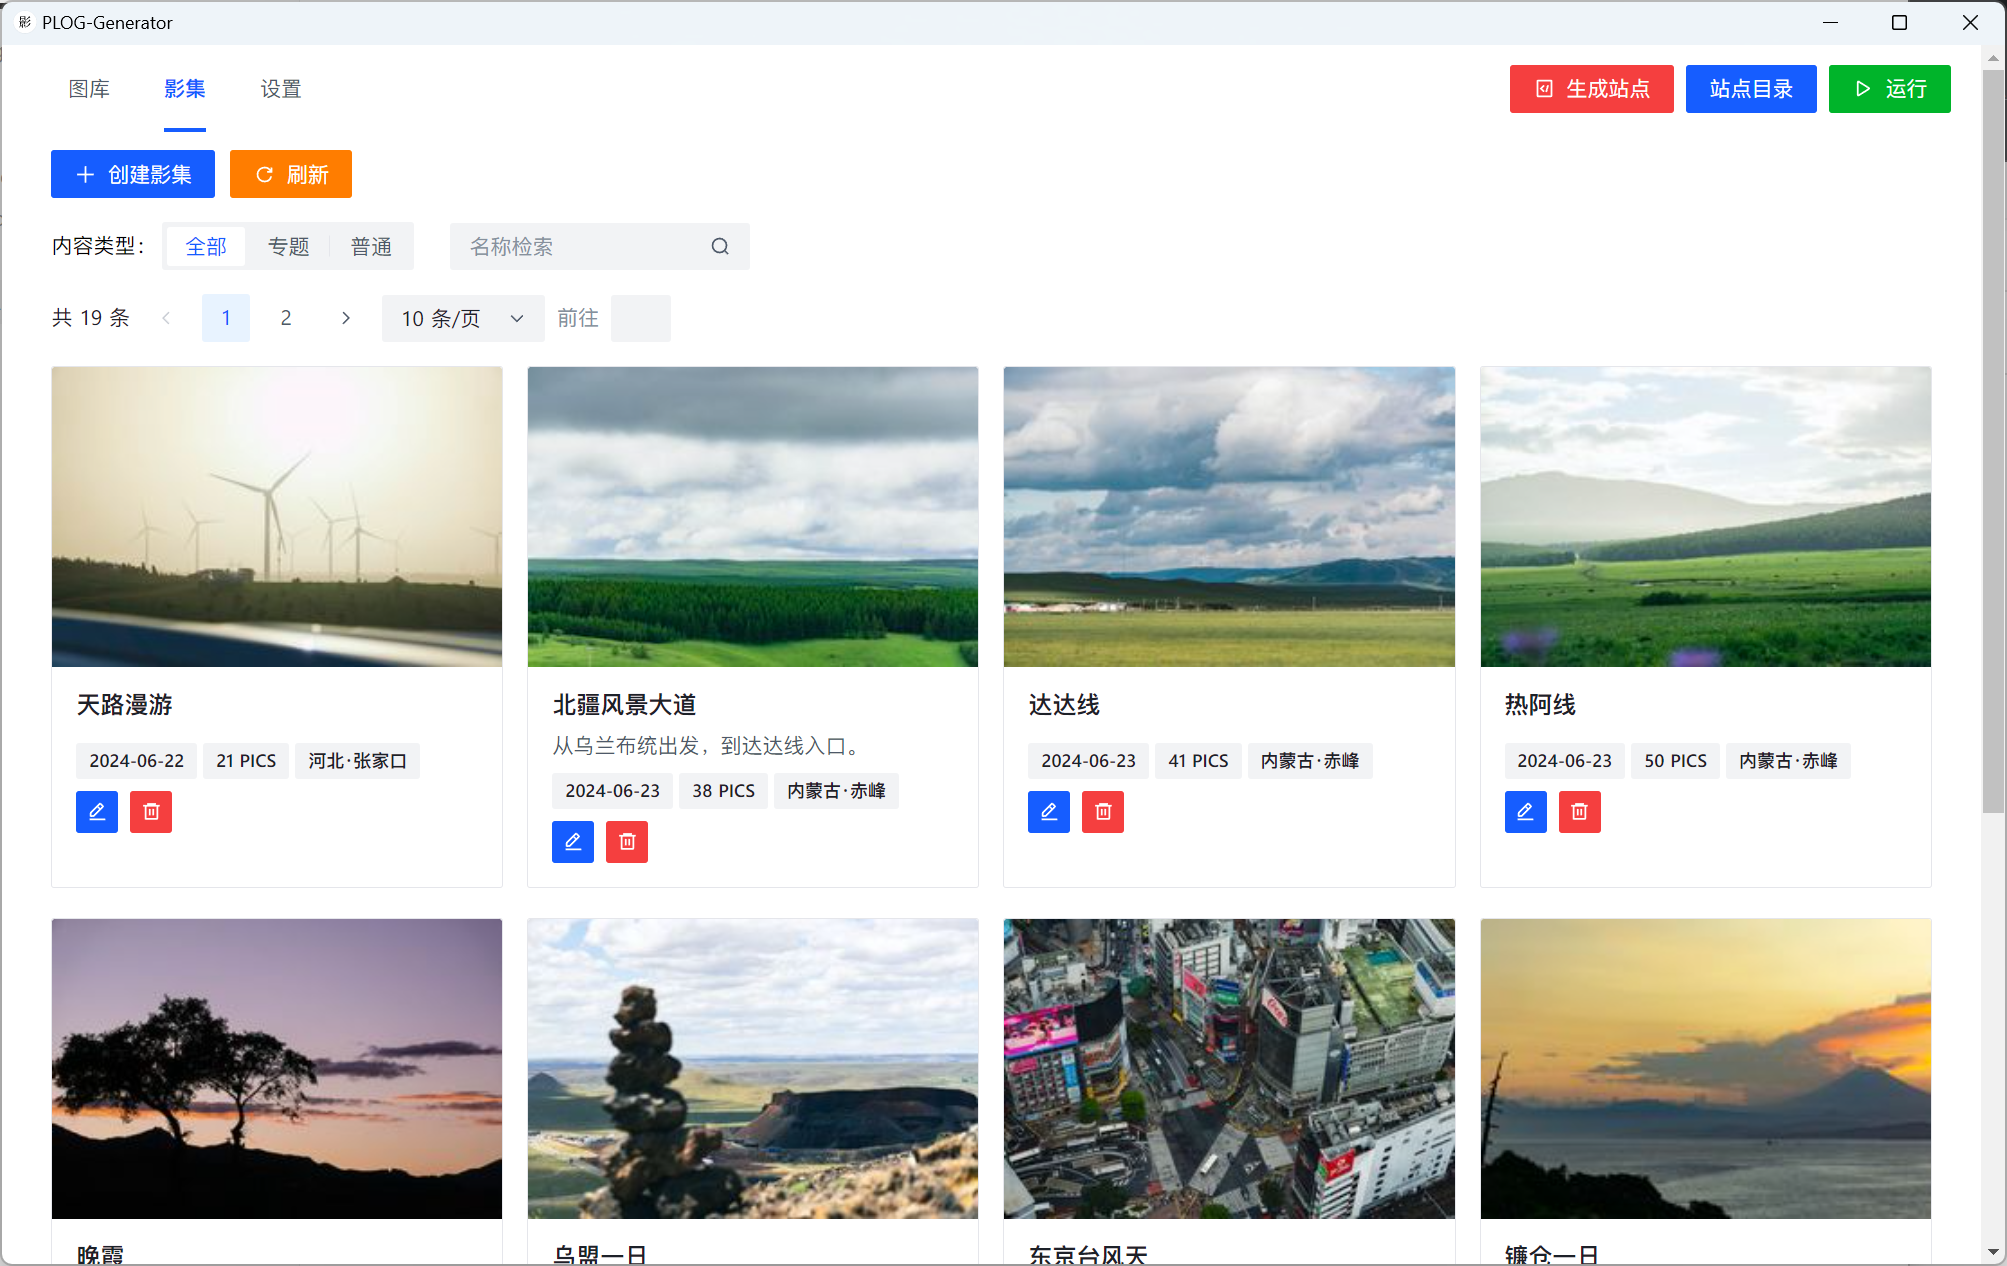 影 PLOG-Generator
图库 影集 设置 生成站点 站点目录 运行
创建影集 刷新
内容类型： 全部 专题 普通 名称检索
共 19 条 1 2 10 条/页 前往
天路漫游
2024-06-22 21 PICS 河北·张家口
北疆风景大道
从乌兰布统出发，到达达线入口。
2024-06-23 38 PICS 内蒙古·赤峰
达达线
2024-06-23 41 PICS 内蒙古·赤峰
热阿线
2024-06-23 50 PICS 内蒙古·赤峰
晚霞
乌盟一日
东京台风天
镰仓一日